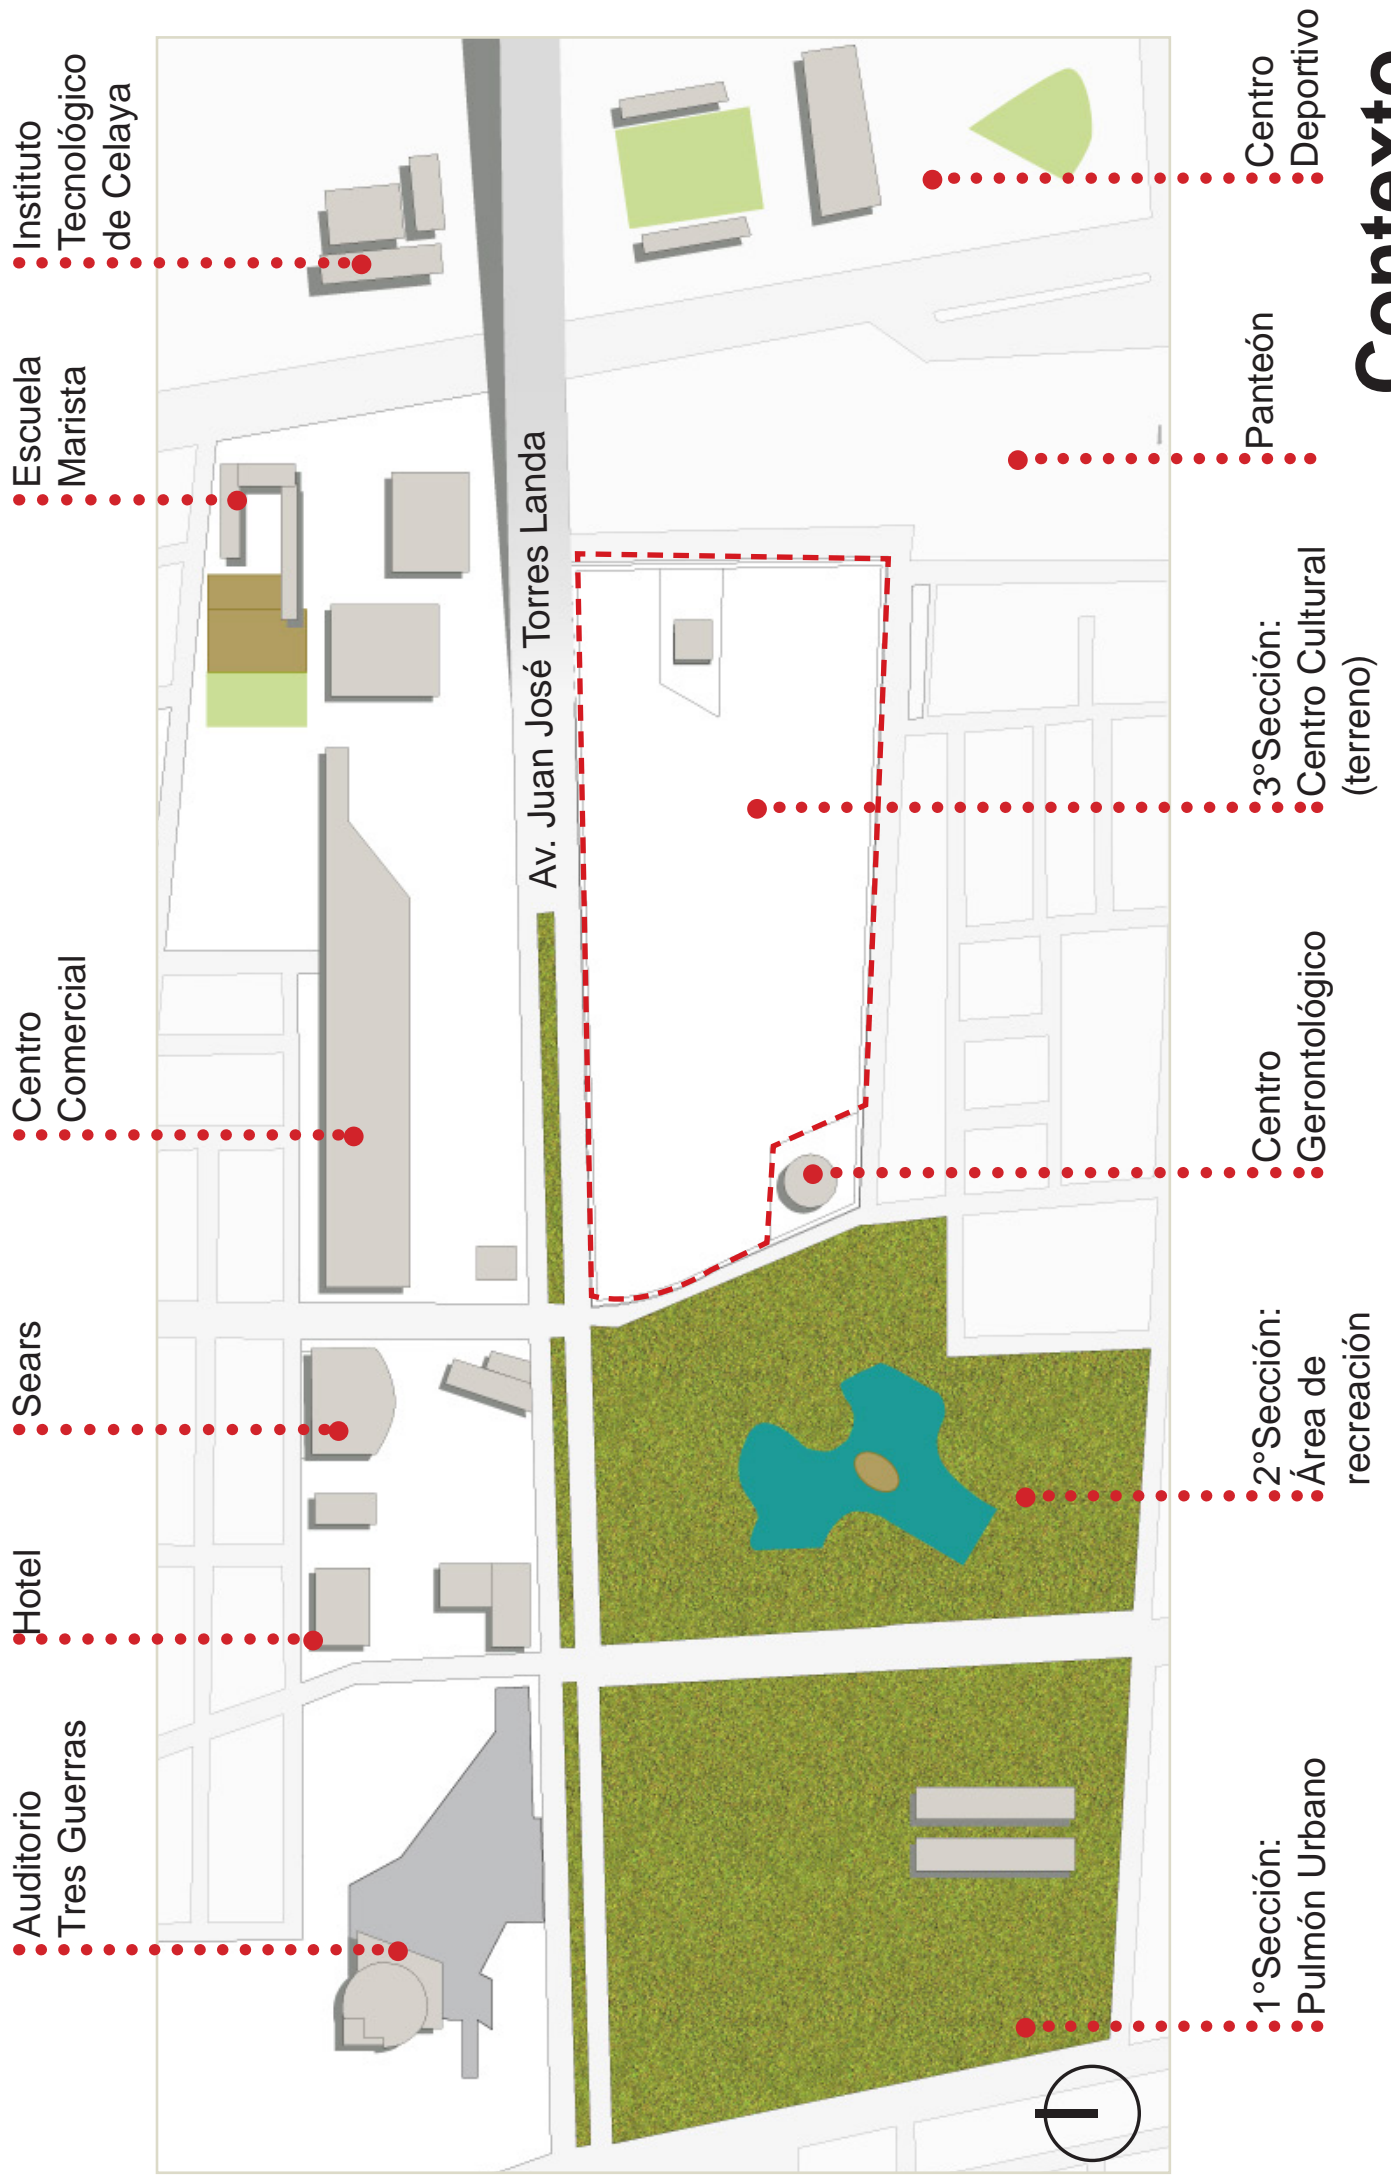 Auditorio
Tres Guerras
Hotel
Sears
Centro
Comercial
Escuela
Marista
Instituto
Tecnológico
de Celaya
Av. Juan José Torres Landa
1°Sección:
Pulmón Urbano
2°Sección:
Área de
recreación
Centro
Gerontológico
3°Sección:
Centro Cultural
(terreno)
Panteón
Centro
Deportivo
Contexto